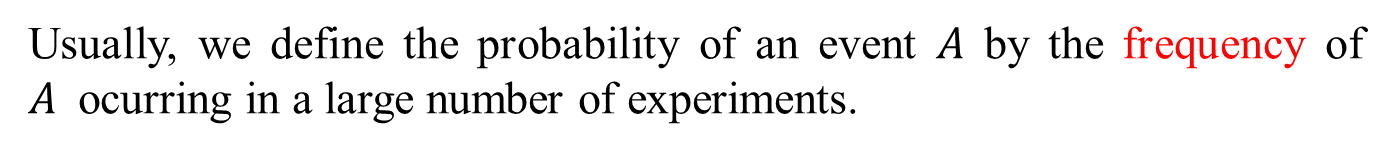 Usually, we define the probability of an event A by the frequency of
A ocurring in a large number of experiments.